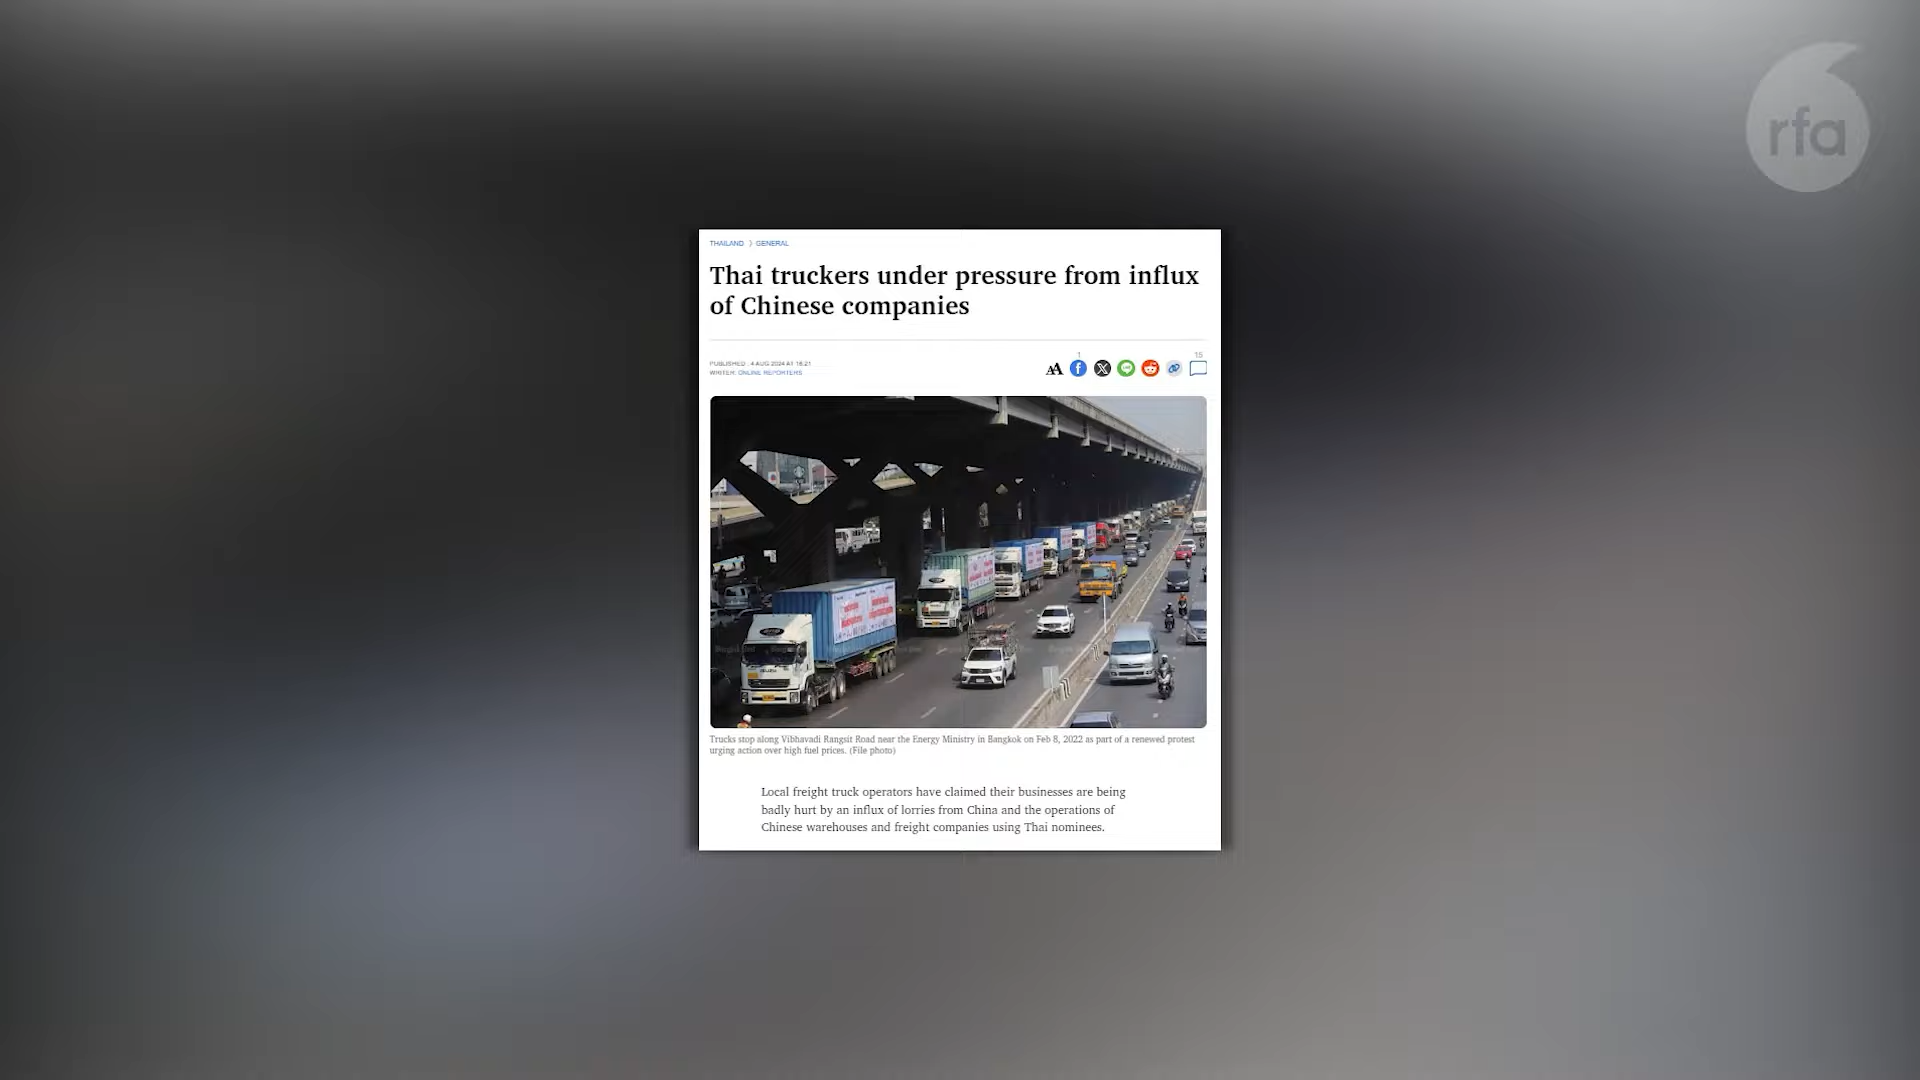 rfa
THAILAND > GENERAL
Thai truckers under pressure from influx
of Chinese companies
1
15
PUBLISHED : 4 AUG 2024 AT 16:21
WRITER: ONLINE REPORTERS
AA
Trucks stop along Vibhavadi Rangsit Road near the Energy Ministry in Bangkok on Feb 8, 2022 as part of a renewed protest
urging action over high fuel prices. (File photo)
Local freight truck operators have claimed their businesses are being
badly hurt by an influx of lorries from China and the operations of
Chinese warehouses and freight companies using Thai nominees.